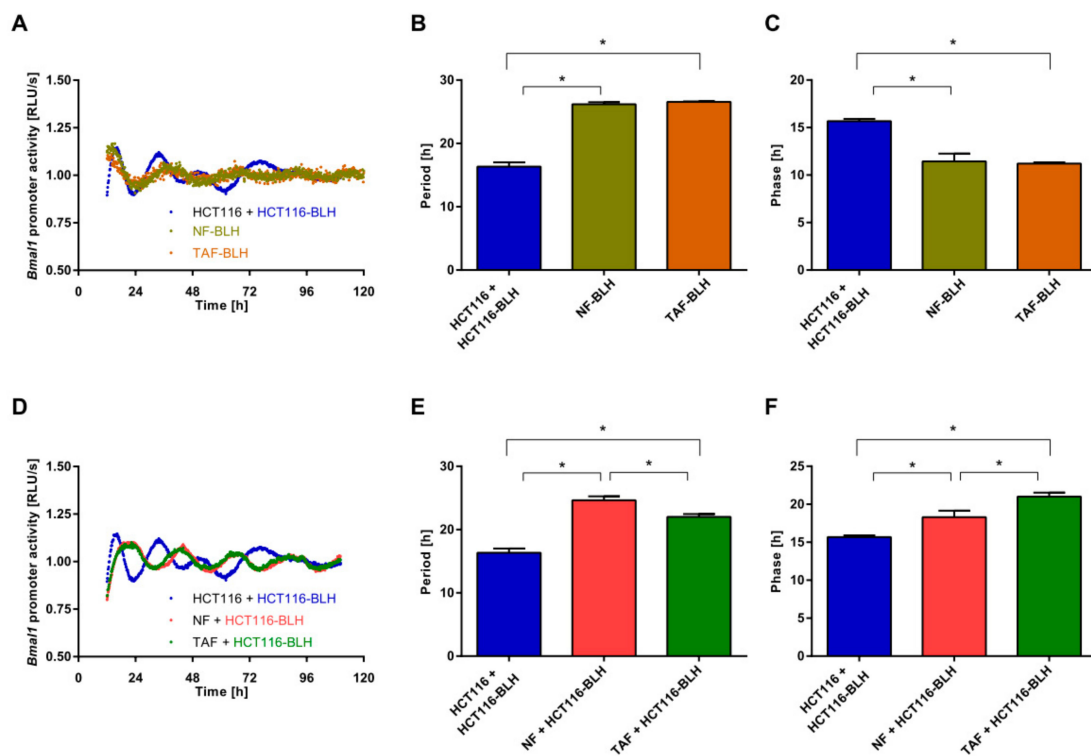 A
Bmal1 promoter activity [RLU/s]
1.50
1.25
1.00
0.75
0.50
0
24
48
72
96
120
Time [h]
HCT116 + HCT116-BLH
NF-BLH
TAF-BLH
B
Period [h]
30
20
10
0
*
*
HCT116 +
HCT116-BLH
NF-BLH
TAF-BLH
C
Phase [h]
20
15
10
5
0
*
*
HCT116 +
HCT116-BLH
NF-BLH
TAF-BLH
D
Bmal1 promoter activity [RLU/s]
1.50
1.25
1.00
0.75
0.50
0
24
48
72
96
120
Time [h]
HCT116 + HCT116-BLH
NF + HCT116-BLH
TAF + HCT116-BLH
E
Period [h]
30
20
10
0
*
*
*
HCT116 +
HCT116-BLH
NF + HCT116-BLH
TAF + HCT116-BLH
F
Phase [h]
25
20
15
10
5
0
*
*
*
HCT116 +
HCT116-BLH
NF + HCT116-BLH
TAF + HCT116-BLH